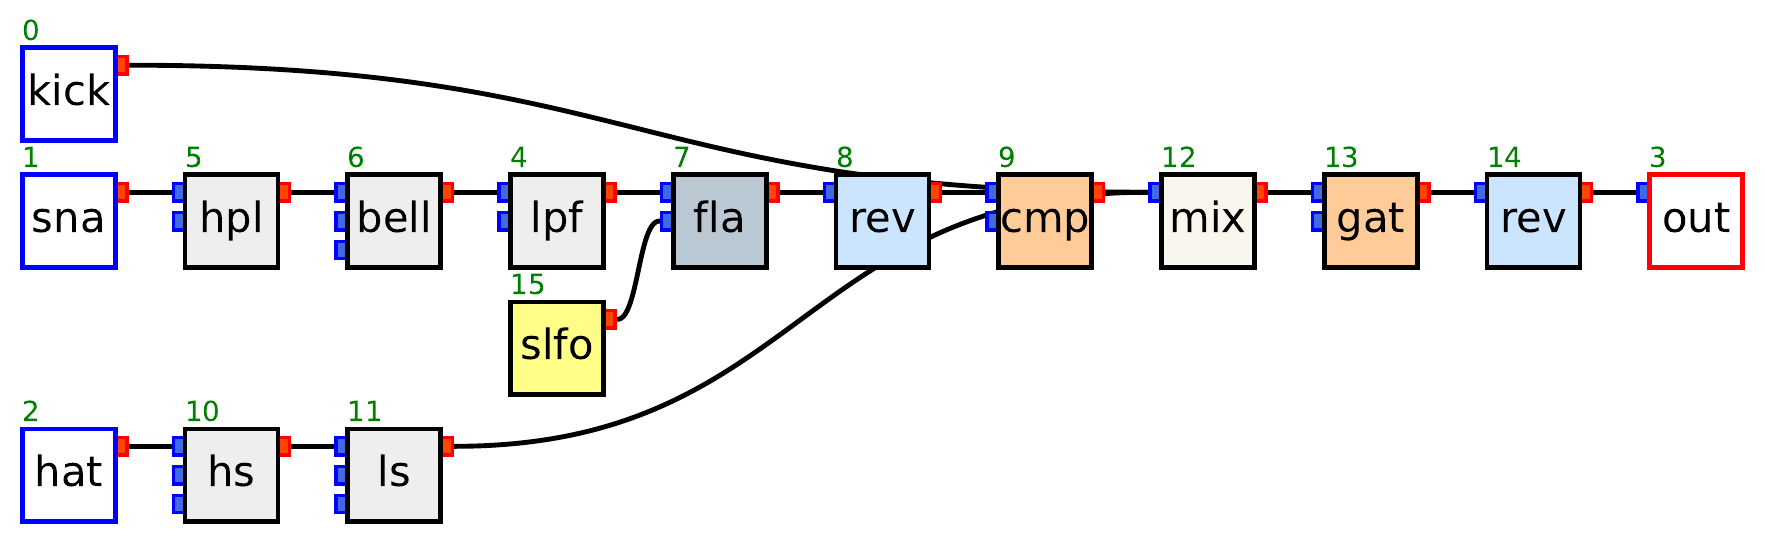 0
kick
1 5 6 4 7 8 9 12 13 14 3
sna hpl bell lpf fla rev cmp mix gat rev out
15
slfo
2 10 11
hat hs ls